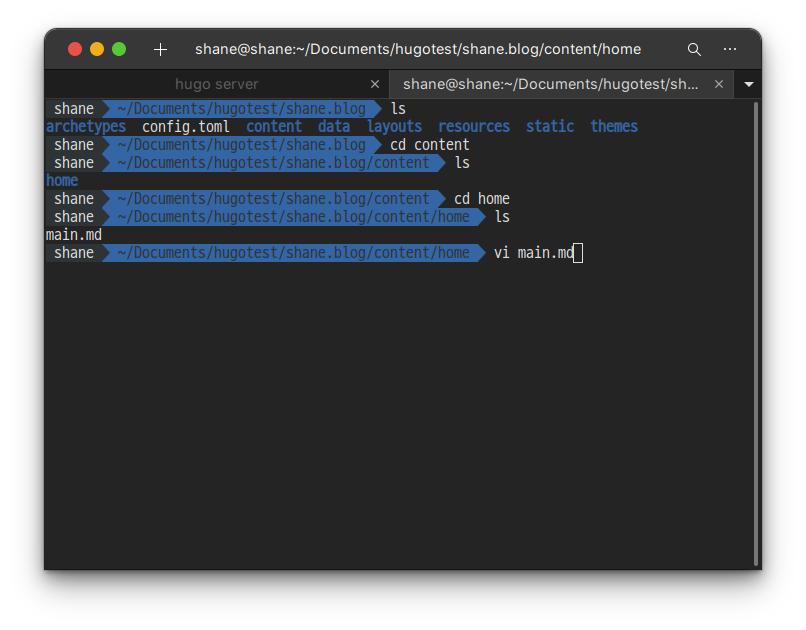 shane@shane:~/Documents/hugotest/shane.blog/content/home
hugo server
shane@shane:~/Documents/hugotest/sh...
shane ~/Documents/hugotest/shane.blog ls
archetypes config.toml content data layouts resources static themes
shane ~/Documents/hugotest/shane.blog cd content
shane ~/Documents/hugotest/shane.blog/content ls
home
shane ~/Documents/hugotest/shane.blog/content cd home
shane ~/Documents/hugotest/shane.blog/content/home ls
main.md
shane ~/Documents/hugotest/shane.blog/content/home vi main.md